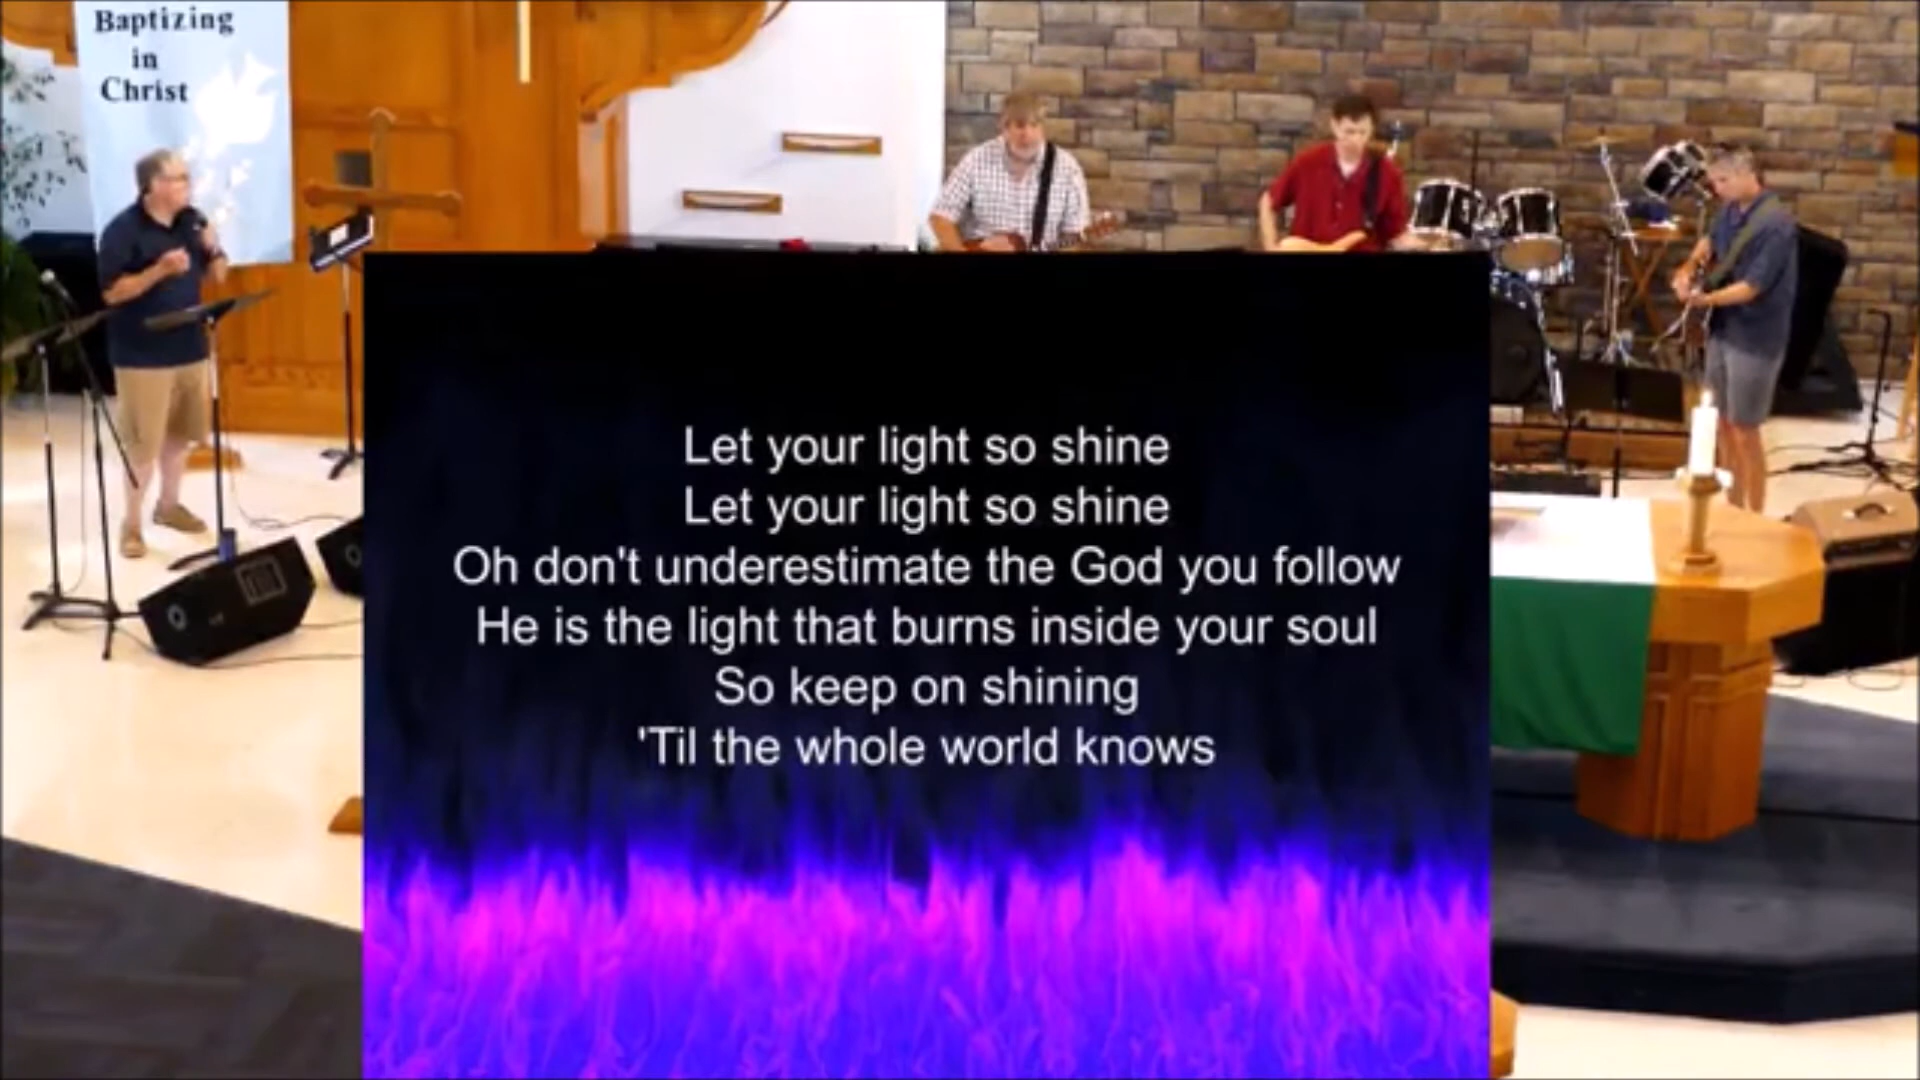 Baptizing
in
Christ
Let your light so shine
Let your light so shine
Oh don't underestimate the God you follow
He is the light that burns inside your soul
So keep on shining
'Til the whole world knows